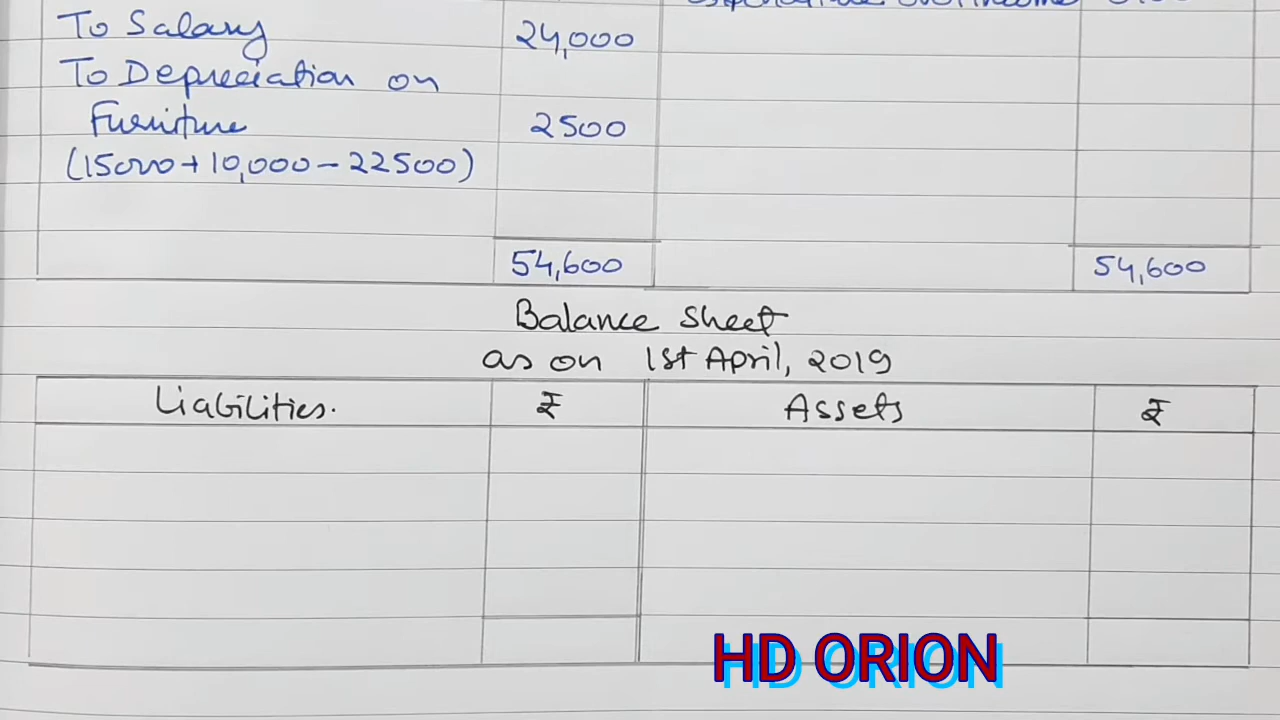 To Salary 24,000
To Depreciation on
Furniture 2500
(15000+10,000-22500)
54,600 54,600
Balance Sheet
as on 1st April, 2019
Liabilities. ₹ Assets ₹
HD ORION